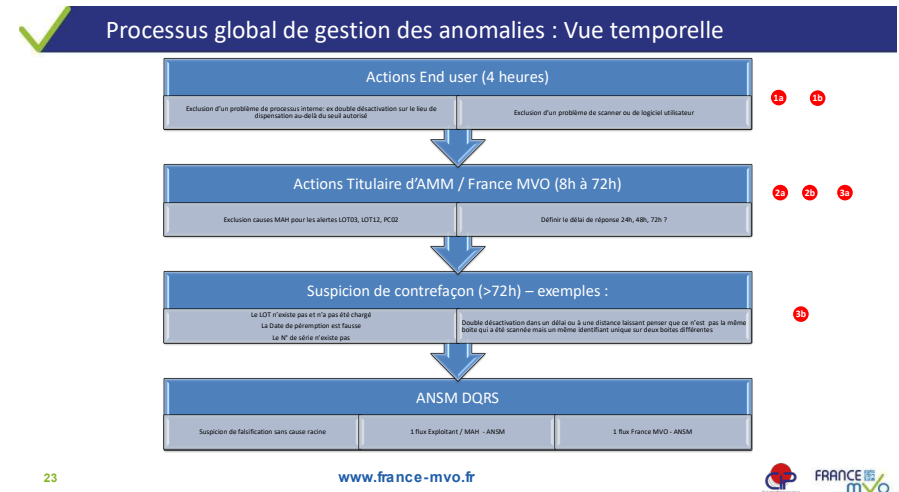 Processus global de gestion des anomalies : Vue temporelle
Actions End user (4 heures)
Exclusion d'un problème de processus interne: ex double désactivation sur le lieu de
dispensation au-delà du seuil autorisé
Exclusion d'un problème de scanner ou de logiciel utilisateur
1a 1b
Actions Titulaire d'AMM / France MVO (8h à 72h)
Exclusion causes MAH pour les alertes LOT03, LOT12, PC02
Définir le délai de réponse 24h, 48h, 72h ?
2a 2b 3a
Suspicion de contrefaçon (>72h) – exemples :
Le LOT n'existe pas et n'a pas été chargé
La Date de péremption est fausse
Le N° de série n'existe pas
Double désactivation dans un délai ou à une distance laissant penser que ce n'est pas la même
boite qui a été scannée mais un même identifiant unique sur deux boites différentes
3b
ANSM DQRS
Suspicion de falsification sans cause racine
1 flux Exploitant / MAH - ANSM
1 flux France MVO - ANSM
23
www.france-mvo.fr
CIP
FRANCE
mvo